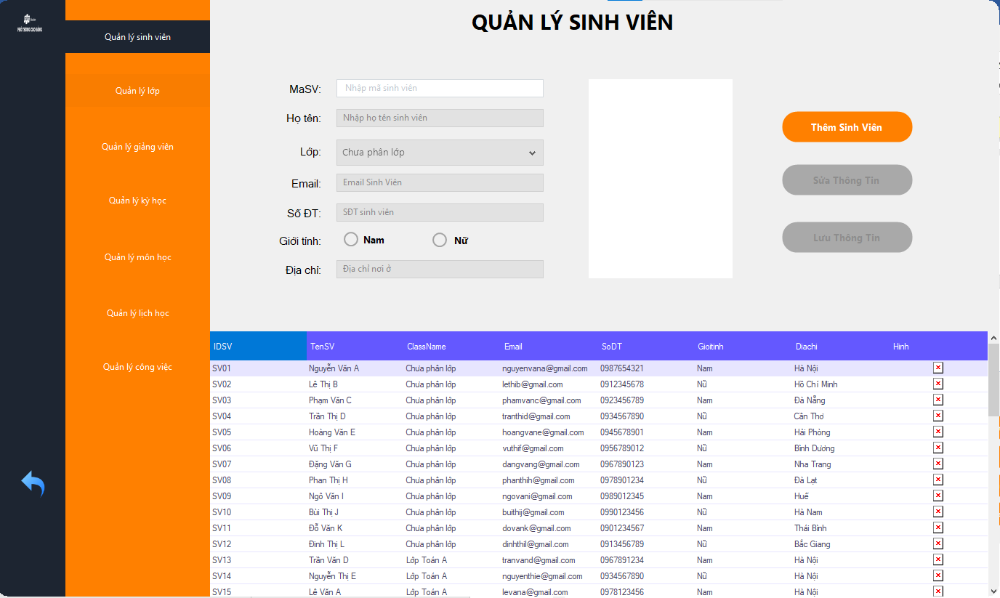 PHỔ THÔNG CAO ĐẲNG
Quản lý sinh viên
Quản lý lớp
Quản lý giảng viên
Quản lý kỳ học
Quản lý môn học
Quản lý lịch học
Quản lý công việc
QUẢN LÝ SINH VIÊN
MaSV: Nhập mã sinh viên
Họ tên: Nhập họ tên sinh viên
Lớp: Chưa phân lớp
Email: Email Sinh Viên
Số ĐT: SĐT sinh viên
Giới tính: Nam Nữ
Địa chỉ: Địa chỉ nơi ở
Thêm Sinh Viên
Sửa Thông Tin
Lưu Thông Tin
IDSV TenSV ClassName Email SoDT Gioitinh Diachi Hinh
SV01 Nguyễn Văn A Chưa phân lớp nguyenvana@gmail.com 0987654321 Nam Hà Nội
SV02 Lê Thị B Chưa phân lớp lethib@gmail.com 0912345678 Nữ Hồ Chí Minh
SV03 Phạm Văn C Chưa phân lớp phamvanc@gmail.com 0923456789 Nam Đà Nẵng
SV04 Trần Thị D Chưa phân lớp tranthid@gmail.com 0934567890 Nữ Cần Thơ
SV05 Hoàng Văn E Chưa phân lớp hoangvane@gmail.com 0945678901 Nam Hải Phòng
SV06 Vũ Thị F Chưa phân lớp vuthif@gmail.com 0956789012 Nữ Bình Dương
SV07 Đặng Văn G Chưa phân lớp dangvang@gmail.com 0967890123 Nam Nha Trang
SV08 Phan Thị H Chưa phân lớp phanthih@gmail.com 0978901234 Nữ Đà Lạt
SV09 Ngô Văn I Chưa phân lớp ngovani@gmail.com 0989012345 Nam Huế
SV10 Bùi Thị J Chưa phân lớp buithij@gmail.com 0990123456 Nữ Hà Nam
SV11 Đỗ Văn K Chưa phân lớp dovank@gmail.com 0901234567 Nam Thái Bình
SV12 Đinh Thị L Chưa phân lớp dinhthil@gmail.com 0913456789 Nữ Bắc Giang
SV13 Trần Văn D Lớp Toán A tranvand@gmail.com 0967891234 Nam Hà Nội
SV14 Nguyễn Thị E Lớp Toán A nguyenthie@gmail.com 0934567890 Nữ Hà Nội
SV15 Lê Văn A Lớp Toán A levana@gmail.com 0978123456 Nam Hà Nội